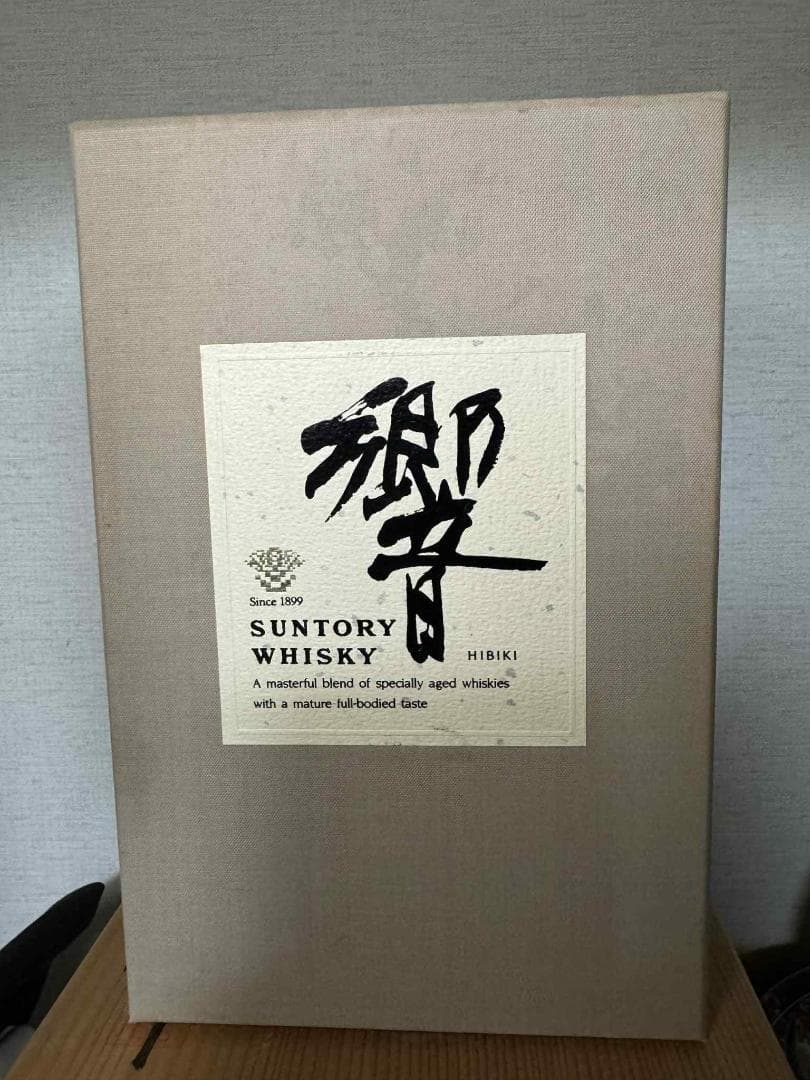 響
Since 1899
SUNTORY
WHISKY
HIBIKI
A masterful blend of specially aged whiskies
with a mature full-bodied taste